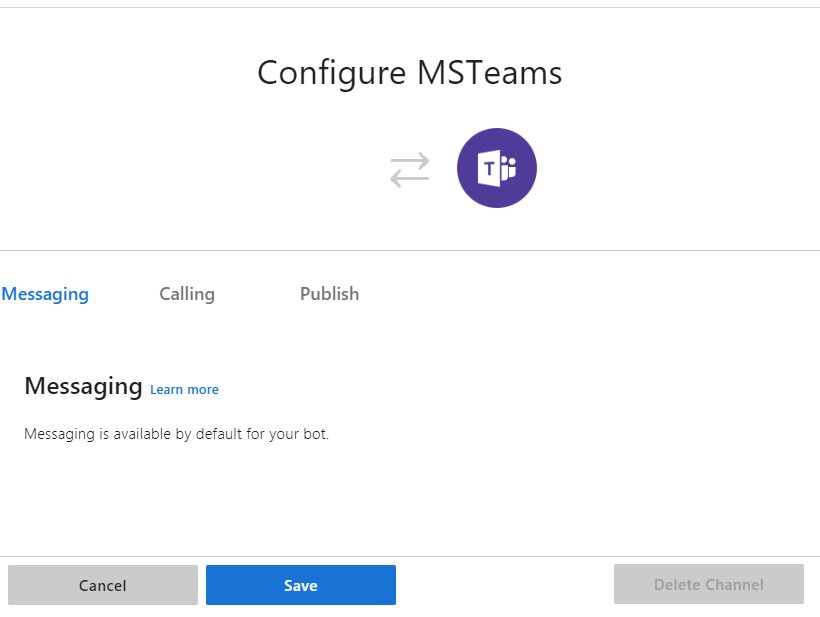 Configure MSTeams
T
Messaging Calling Publish
Messaging Learn more
Messaging is available by default for your bot.
Cancel Save Delete Channel